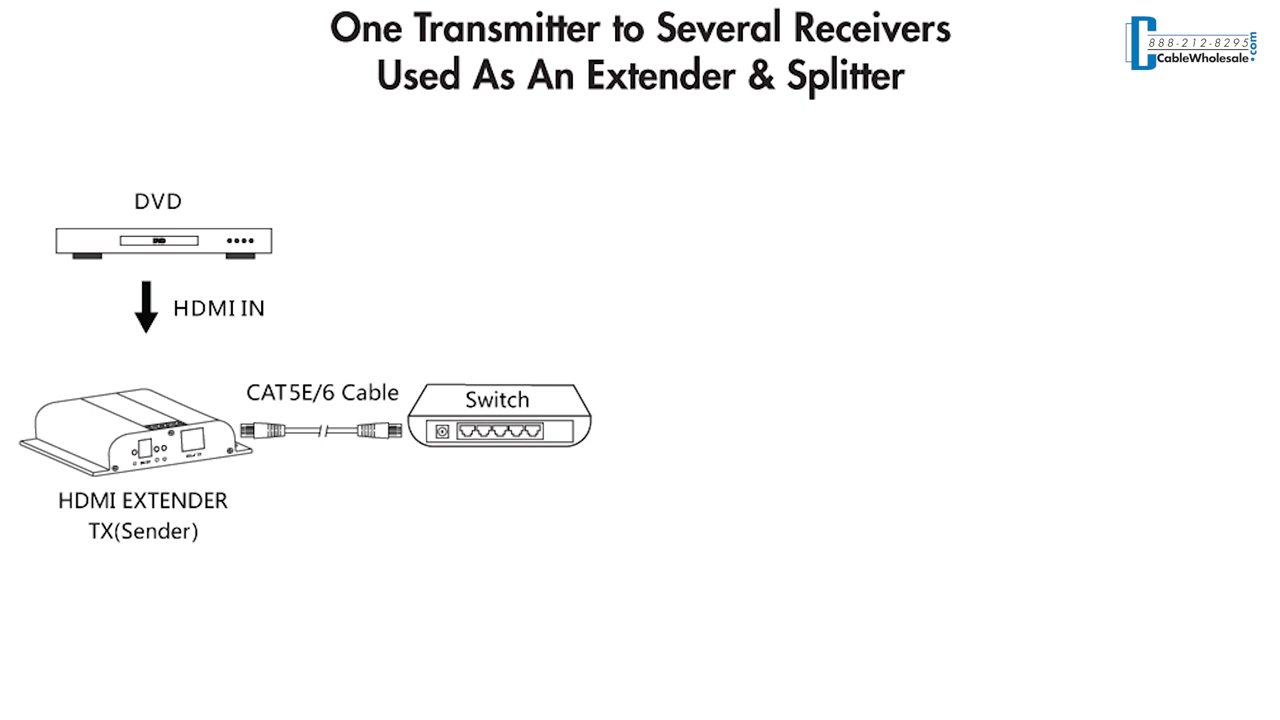 One Transmitter to Several Receivers
Used As An Extender & Splitter
888-212-8295
CableWholesale.com
DVD
DVD
HDMI IN
CAT5E/6 Cable
Switch
HDMI EXTENDER
TX(Sender)